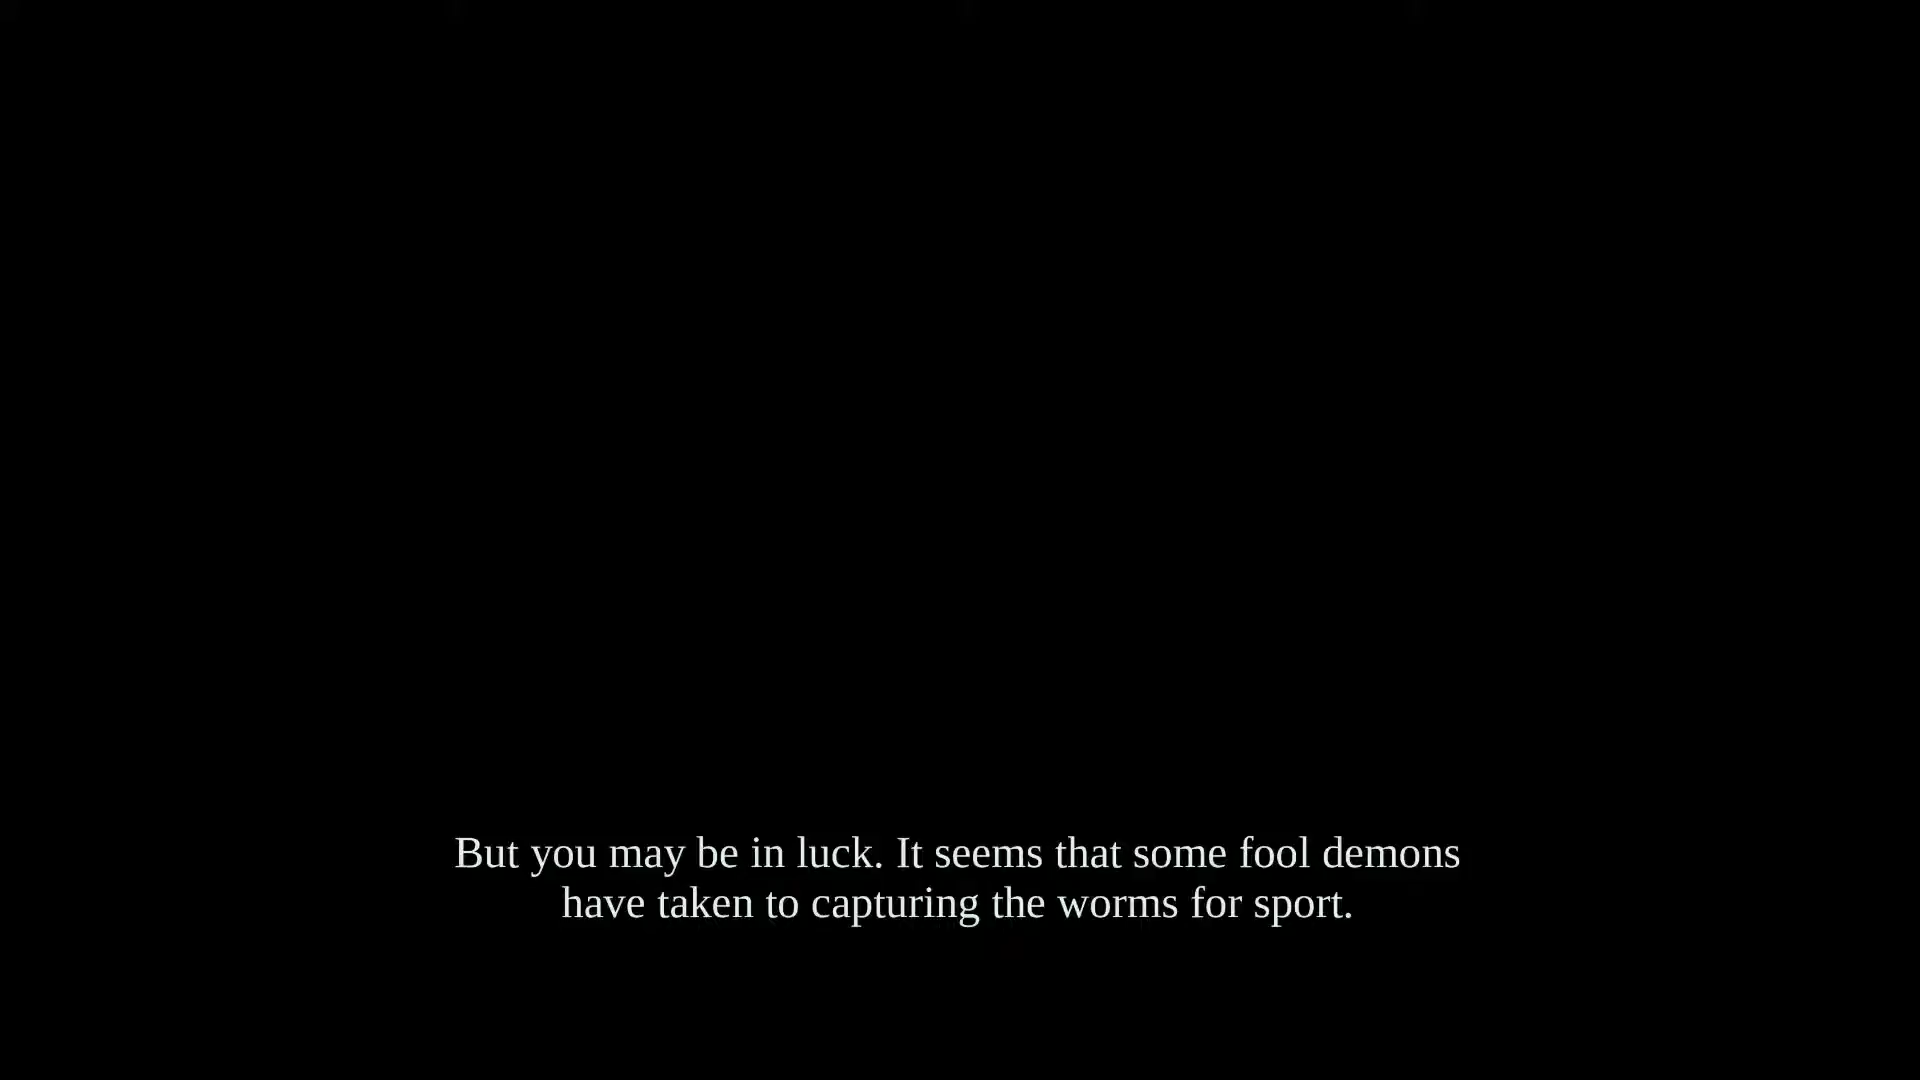 But you may be in luck. It seems that some fool demons
have taken to capturing the worms for sport.